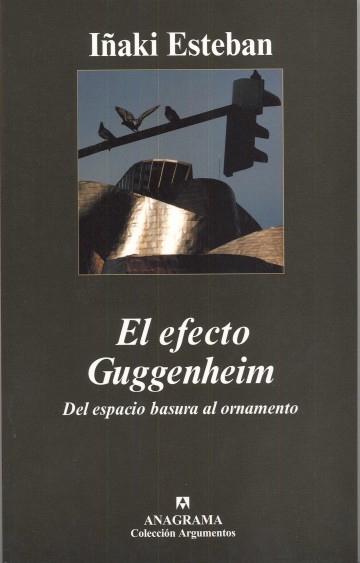 Iñaki Esteban
El efecto
Guggenheim
Del espacio basura al ornamento
ANAGRAMA
Colección Argumentos